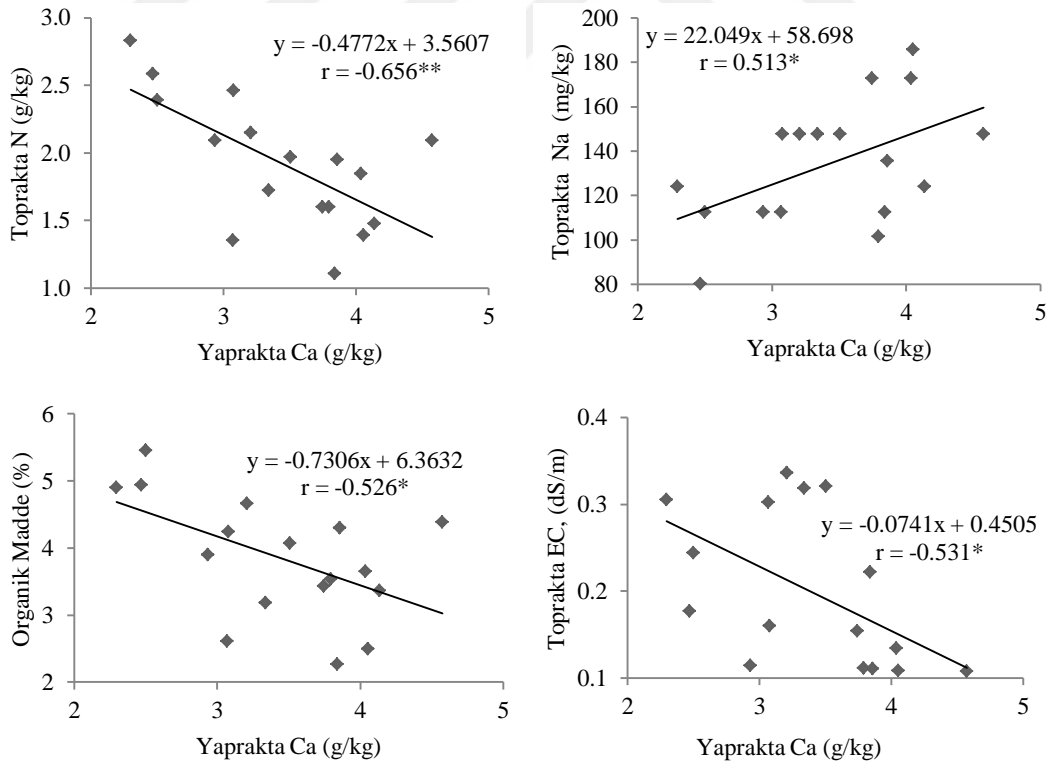 y = -0.4772x + 3.5607
r = -0.656**
Toprakta N (g/kg)
3.0
2.5
2.0
1.5
1.0
2
3
4
5
Yaprakta Ca (g/kg)
y = 22.049x + 58.698
r = 0.513*
Toprakta Na (mg/kg)
200
180
160
140
120
100
80
2
3
4
5
Yaprakta Ca (g/kg)
y = -0.7306x + 6.3632
r = -0.526*
Organik Madde (%)
6
5
4
3
2
2
3
4
5
Yaprakta Ca (g/kg)
y = -0.0741x + 0.4505
r = -0.531*
Toprakta EC, (dS/m)
0.4
0.3
0.2
0.1
2
3
4
5
Yaprakta Ca (g/kg)